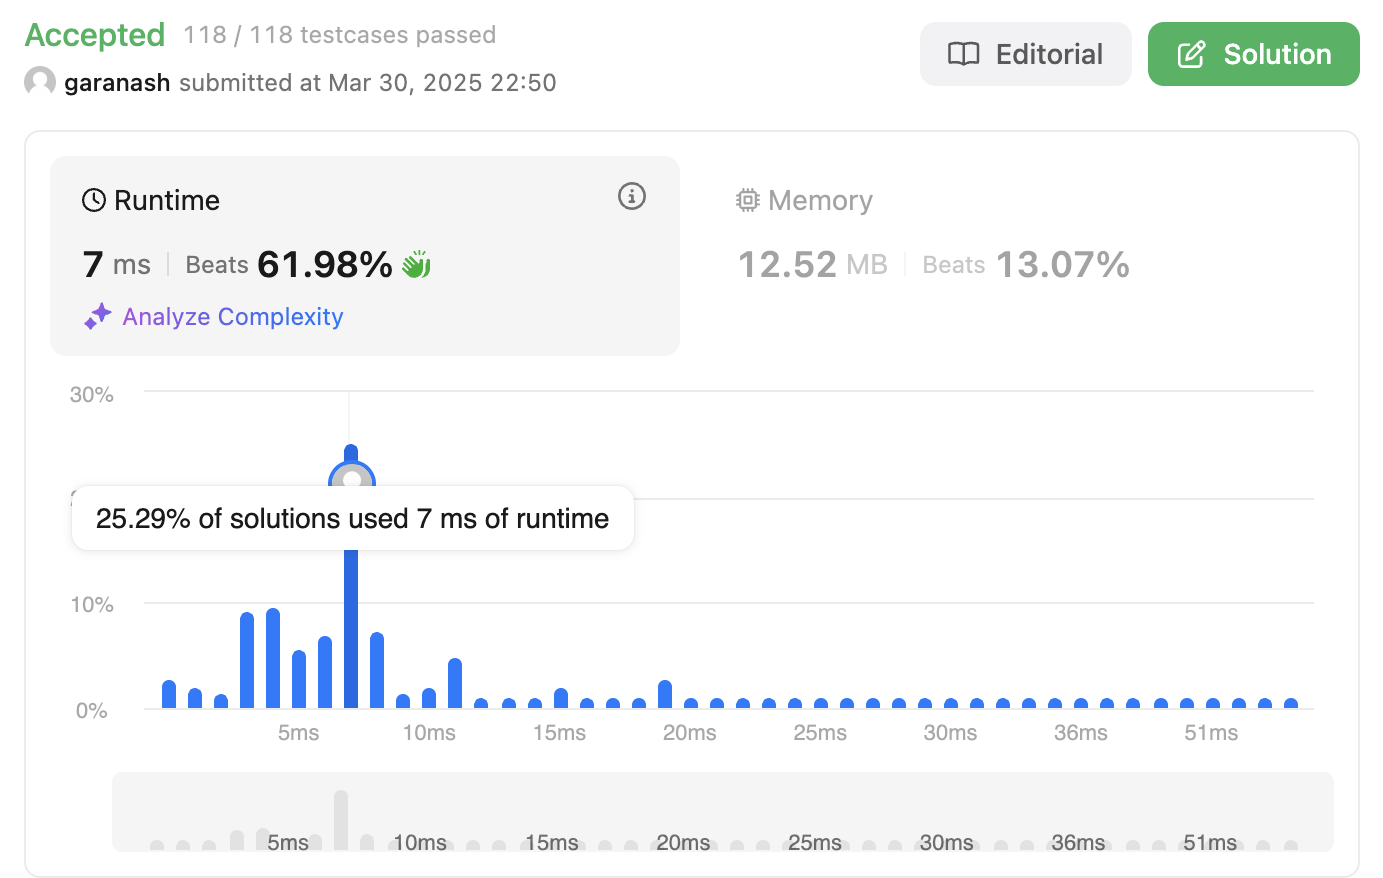 Accepted 118 / 118 testcases passed
garanash submitted at Mar 30, 2025 22:50
Editorial
Solution
Runtime
7 ms Beats 61.98%
Analyze Complexity
Memory
12.52 MB Beats 13.07%
30%
25.29% of solutions used 7 ms of runtime
10%
0%
5ms 10ms 15ms 20ms 25ms 30ms 36ms 51ms
5ms 10ms 15ms 20ms 25ms 30ms 36ms 51ms